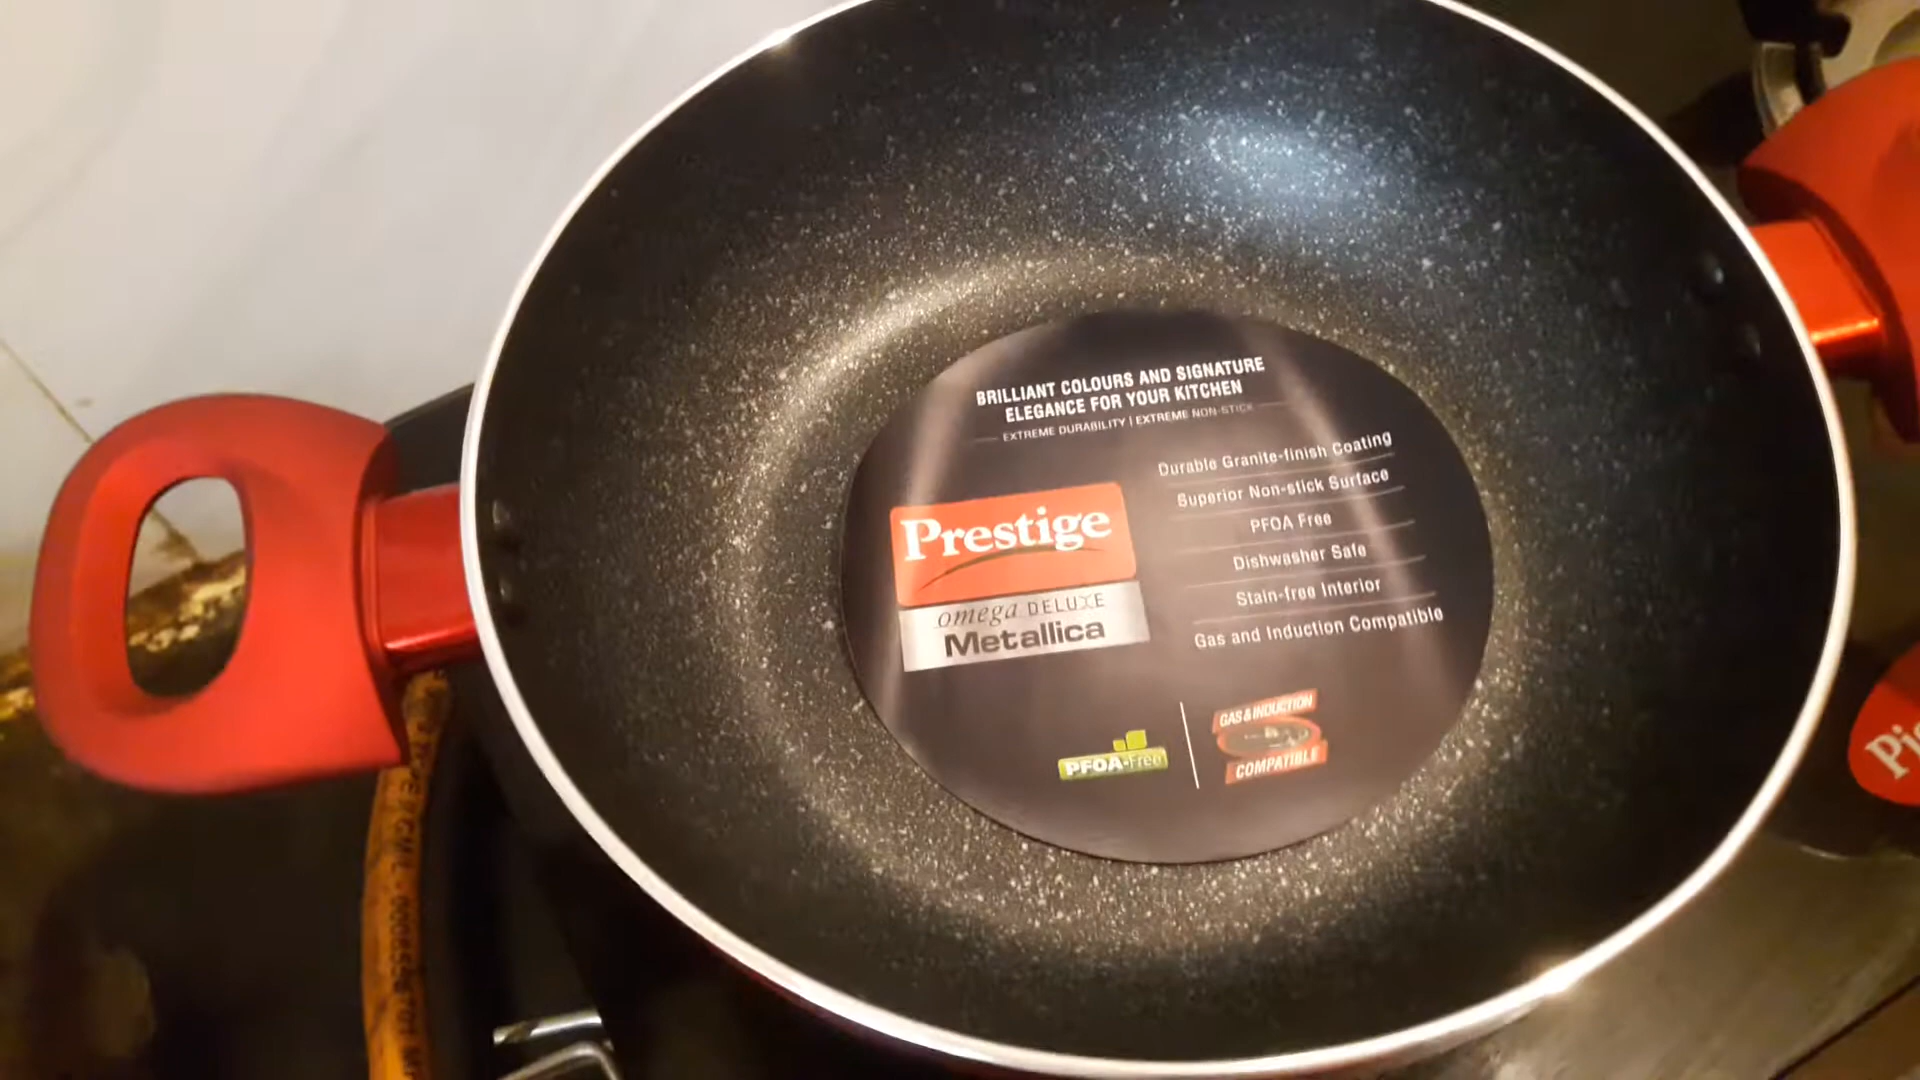 BRILLIANT COLOURS AND SIGNATURE
ELEGANCE FOR YOUR KITCHEN
EXTREME DURABILITY | EXTREME NON-STICK
Durable Granite-finish Coating
Superior Non-stick Surface
PFOA Free
Dishwasher Safe
Stain-free Interior
Gas and Induction Compatible
Prestige
omega DELUXE
Metallica
PFOA-Free
GAS & INDUCTION
COMPATIBLE